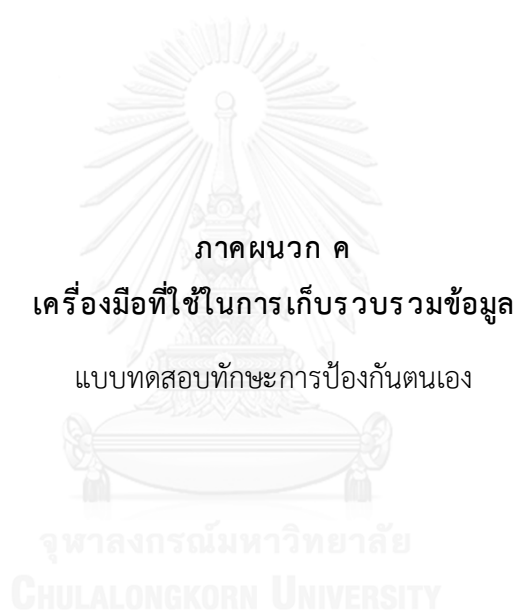 ภาคผนวก ค
เครื่องมือที่ใช้ในการเก็บรวบรวมข้อมูล
แบบทดสอบทักษะการป้องกันตนเอง
จุฬาลงกรณ์มหาวิทยาลัย
CHULALONGKORN UNIVERSITY